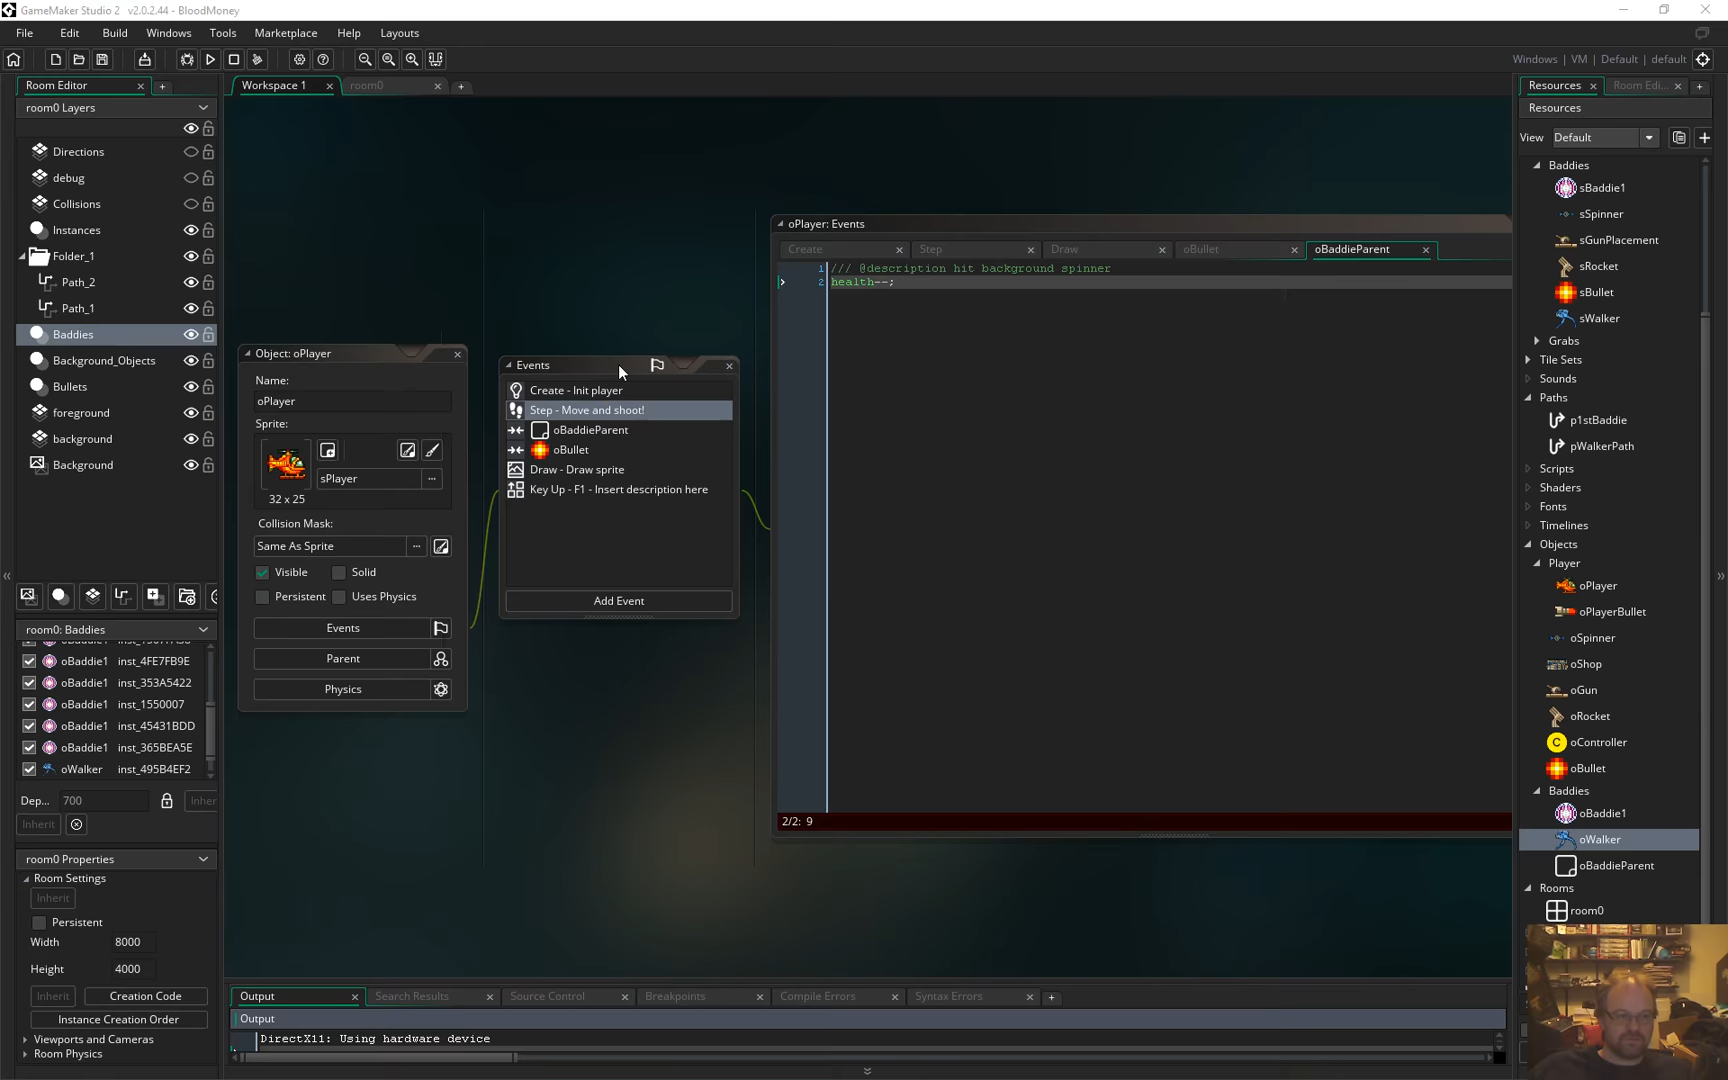 GameMaker Studio 2 v2.0.2.44 - BloodMoney
File Edit Build Windows Tools Marketplace Help Layouts
Windows | VM | Default | default
Room Editor
room0 Layers
Directions
debug
Collisions
Instances
Folder_1
Path_2
Path_1
Baddies
Background_Objects
Bullets
foreground
background
Background
room0: Baddies
oBaddie1 inst_4FE7FB9E
oBaddie1 inst_353A5422
oBaddie1 inst_1550007
oBaddie1 inst_45431BDD
oBaddie1 inst_365BEA5E
oWalker inst_495B4EF2
Dep... 700
Inherit
room0 Properties
Room Settings
Inherit
Persistent
Width 8000
Height 4000
Inherit Creation Code
Instance Creation Order
Viewports and Cameras
Room Physics
Workspace 1 room0
Object: oPlayer
Name:
oPlayer
Sprite:
sPlayer
32 x 25
Collision Mask:
Same As Sprite
Visible Solid
Persistent Uses Physics
Events
Parent
Physics
Events
Create - Init player
Step - Move and shoot!
oBaddieParent
oBullet
Draw - Draw sprite
Key Up - F1 - Insert description here
Add Event
oPlayer: Events
Create Step Draw oBullet oBaddieParent
1 /// @description hit background spinner
2 health--;
2/2: 9
Output Search Results Source Control Breakpoints Compile Errors Syntax Errors
Output
DirectX11: Using hardware device
Resources Room Edi...
Resources
View Default
Baddies
sBaddie1
sSpinner
sGunPlacement
sRocket
sBullet
sWalker
Grabs
Tile Sets
Sounds
Paths
p1stBaddie
pWalkerPath
Scripts
Shaders
Fonts
Timelines
Objects
Player
oPlayer
oPlayerBullet
oSpinner
oShop
oGun
oRocket
C oController
oBullet
Baddies
oBaddie1
oWalker
oBaddieParent
Rooms
room0